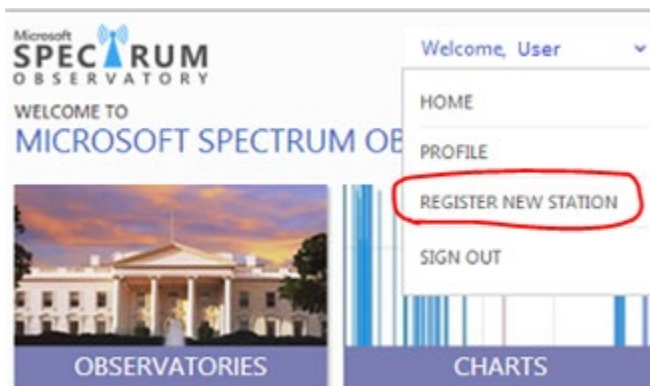 Microsoft
SPECTRUM
OBSERVATORY
Welcome, User
WELCOME TO
MICROSOFT SPECTRUM OB
HOME
PROFILE
REGISTER NEW STATION
SIGN OUT
OBSERVATORIES
CHARTS